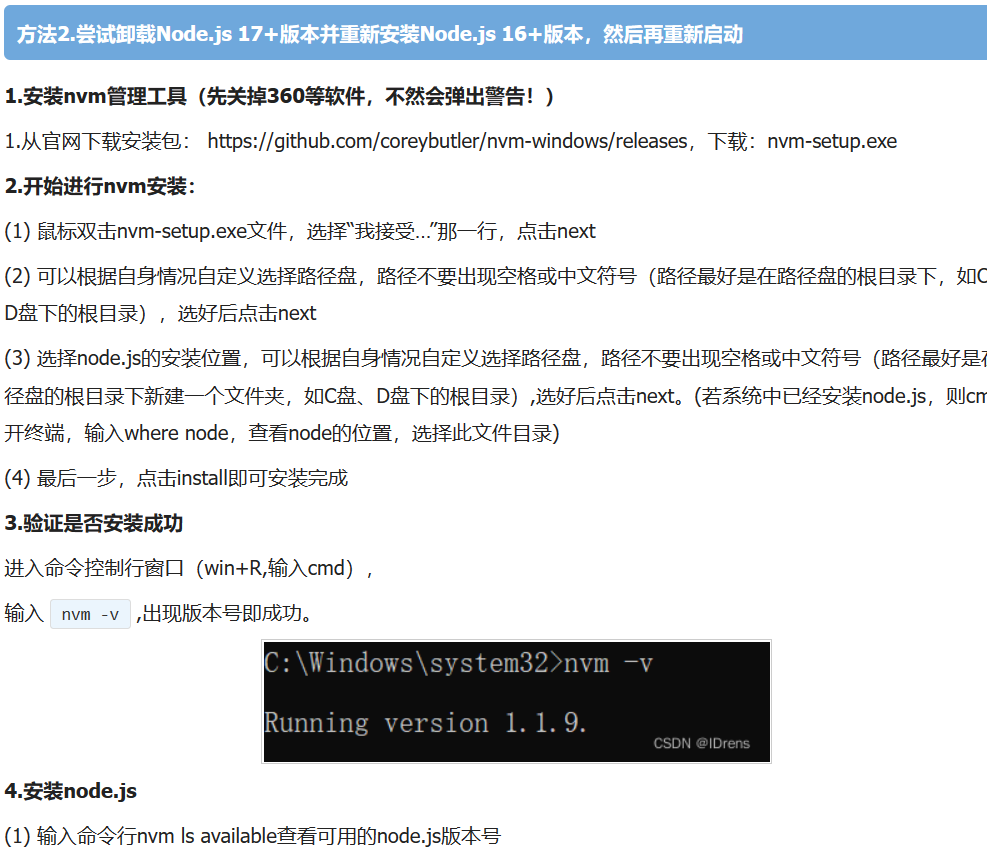 方法2.尝试卸载Node.js 17+版本并重新安装Node.js 16+版本，然后再重新启动
1.安装nvm管理工具（先关掉360等软件，不然会弹出警告！）
1.从官网下载安装包： https://github.com/coreybutler/nvm-windows/releases，下载：nvm-setup.exe
2.开始进行nvm安装：
(1) 鼠标双击nvm-setup.exe文件，选择“我接受...”那一行，点击next
(2) 可以根据自身情况自定义选择路径盘，路径不要出现空格或中文符号（路径最好是在路径盘的根目录下，如C
D盘下的根目录），选好后点击next
(3) 选择node.js的安装位置，可以根据自身情况自定义选择路径盘，路径不要出现空格或中文符号（路径最好是在
径盘的根目录下新建一个文件夹，如C盘、D盘下的根目录）,选好后点击next。(若系统中已经安装node.js，则cm
开终端，输入where node，查看node的位置，选择此文件目录)
(4) 最后一步，点击install即可安装完成
3.验证是否安装成功
进入命令控制行窗口（win+R,输入cmd），
输入 nvm -v ,出现版本号即成功。
C:\Windows\system32>nvm -v
Running version 1.1.9.
CSDN @IDrens
4.安装node.js
(1) 输入命令行nvm ls available查看可用的node.js版本号